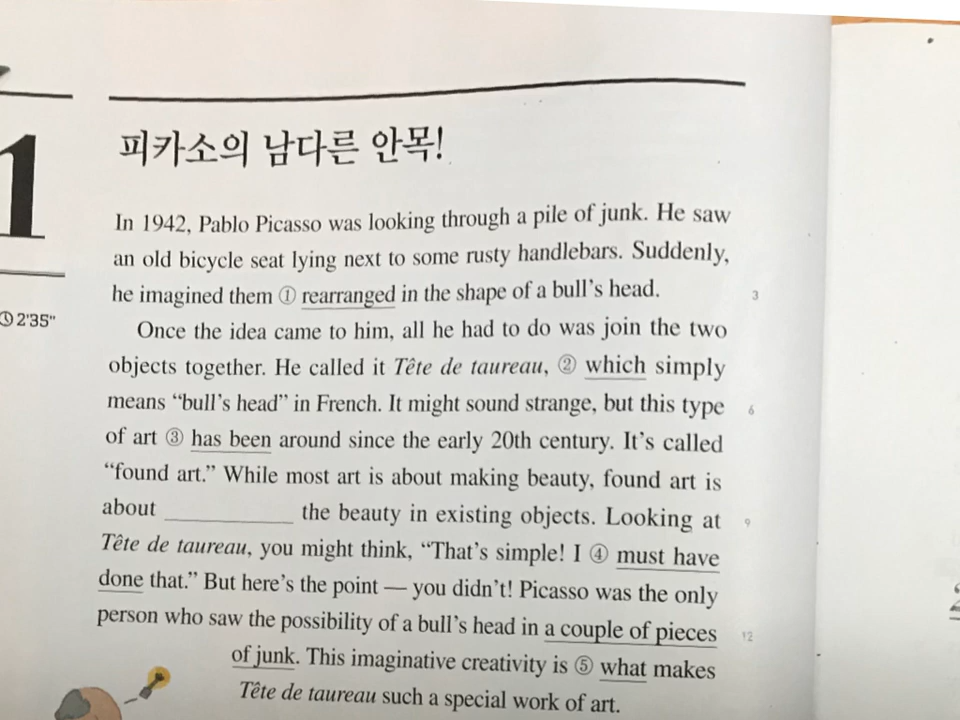 1
피카소의 남다른 안목!
2'35"
In 1942, Pablo Picasso was looking through a pile of junk. He saw
an old bicycle seat lying next to some rusty handlebars. Suddenly,
he imagined them ① rearranged in the shape of a bull's head.
3
Once the idea came to him, all he had to do was join the two
objects together. He called it Tête de taureau, ② which simply
means “bull's head” in French. It might sound strange, but this type
6
of art ③ has been around since the early 20th century. It's called
“found art.” While most art is about making beauty, found art is
about ____________ the beauty in existing objects. Looking at
9
Tête de taureau, you might think, “That's simple! I ④ must have
done that.” But here's the point — you didn't! Picasso was the only
person who saw the possibility of a bull's head in a couple of pieces
12
of junk. This imaginative creativity is ⑤ what makes
Tête de taureau such a special work of art.